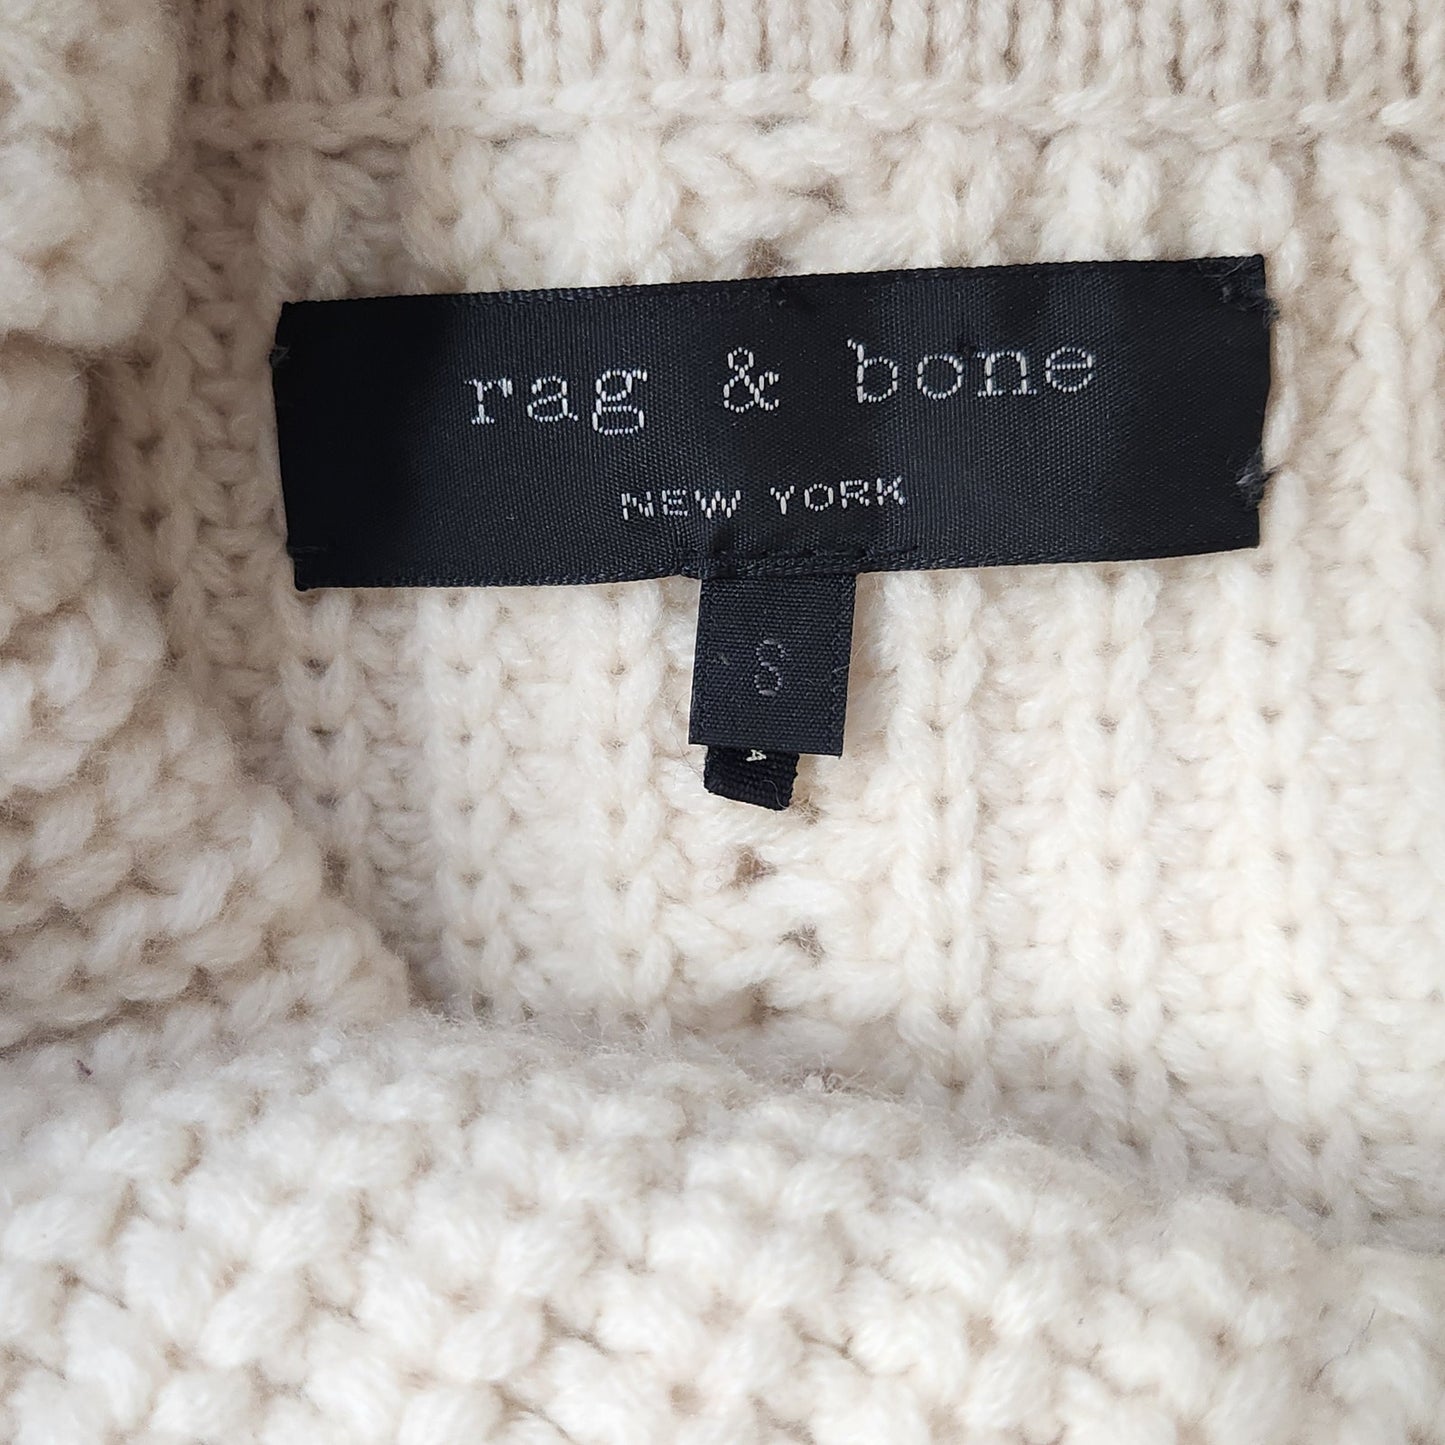 rag & bone
NEW YORK
S